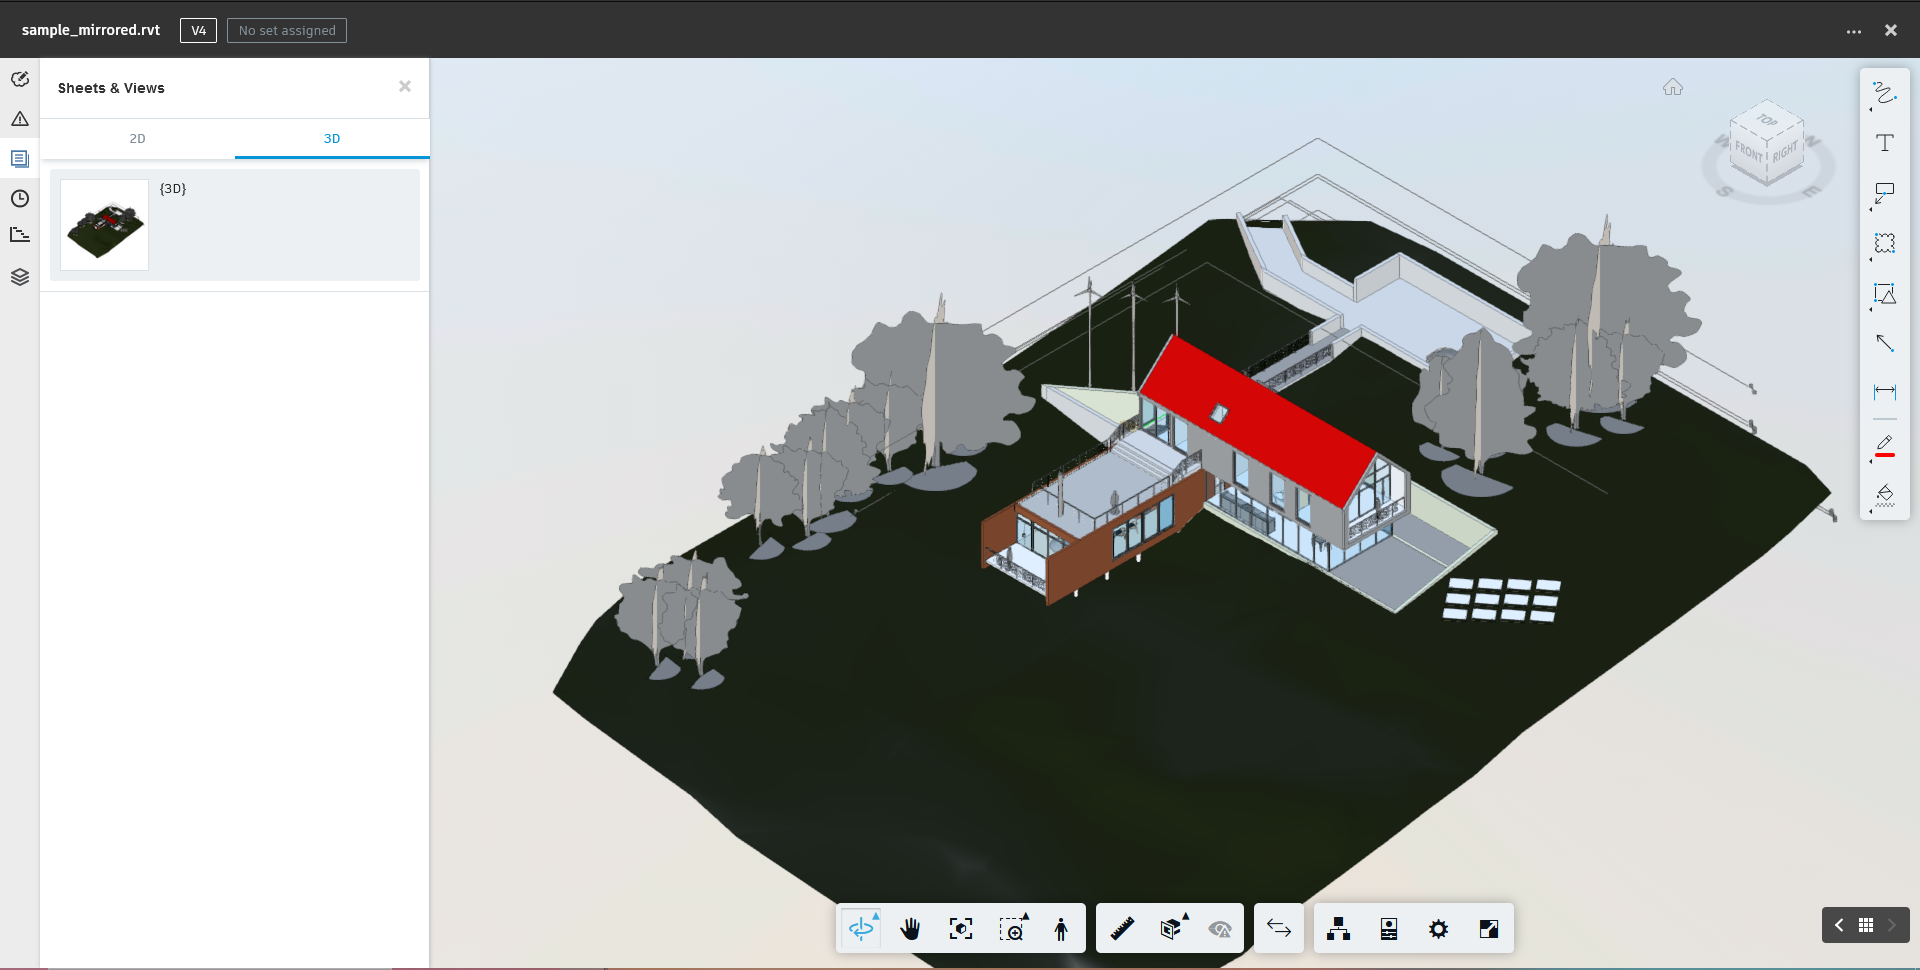 sample_mirrored.rvt V4 No set assigned
Sheets & Views
2D 3D
{3D}
TOP
FRONT RIGHT
W N
S E
T